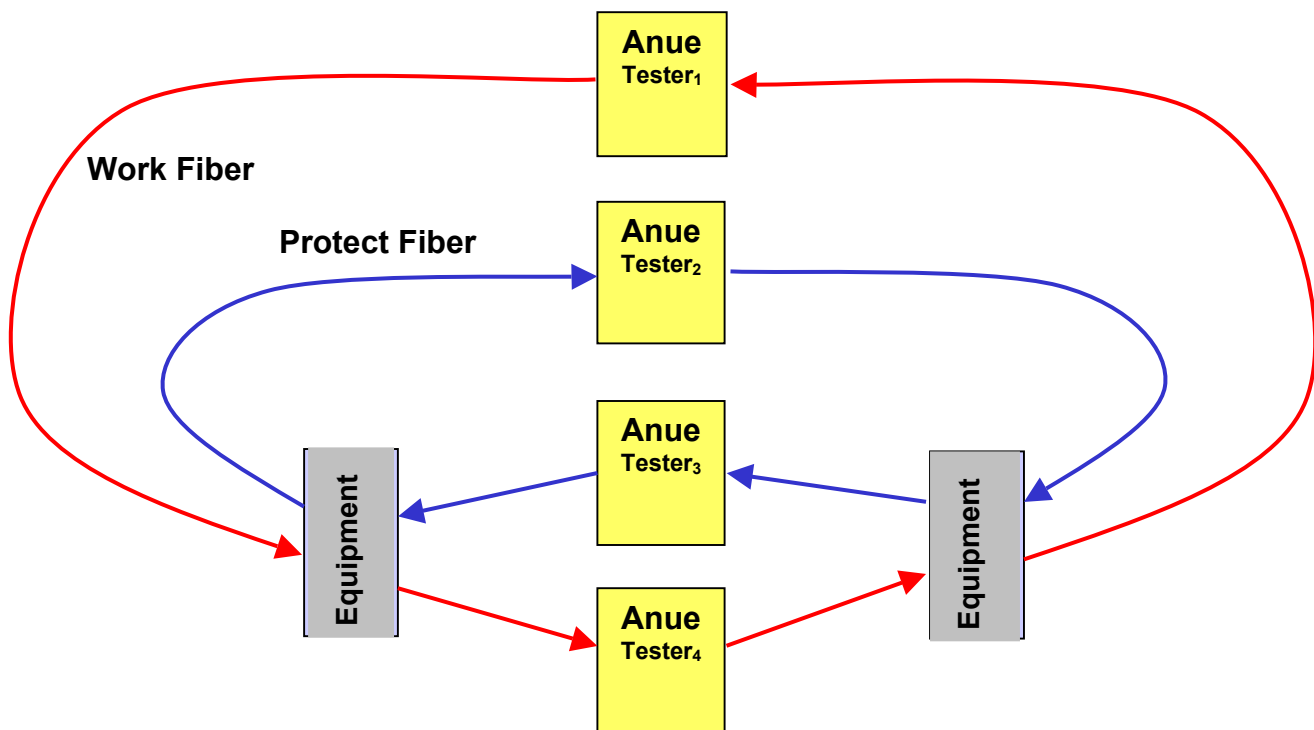 Anue
Tester₁
Work Fiber
Anue
Tester₂
Protect Fiber
Anue
Tester₃
Equipment
Equipment
Anue
Tester₄